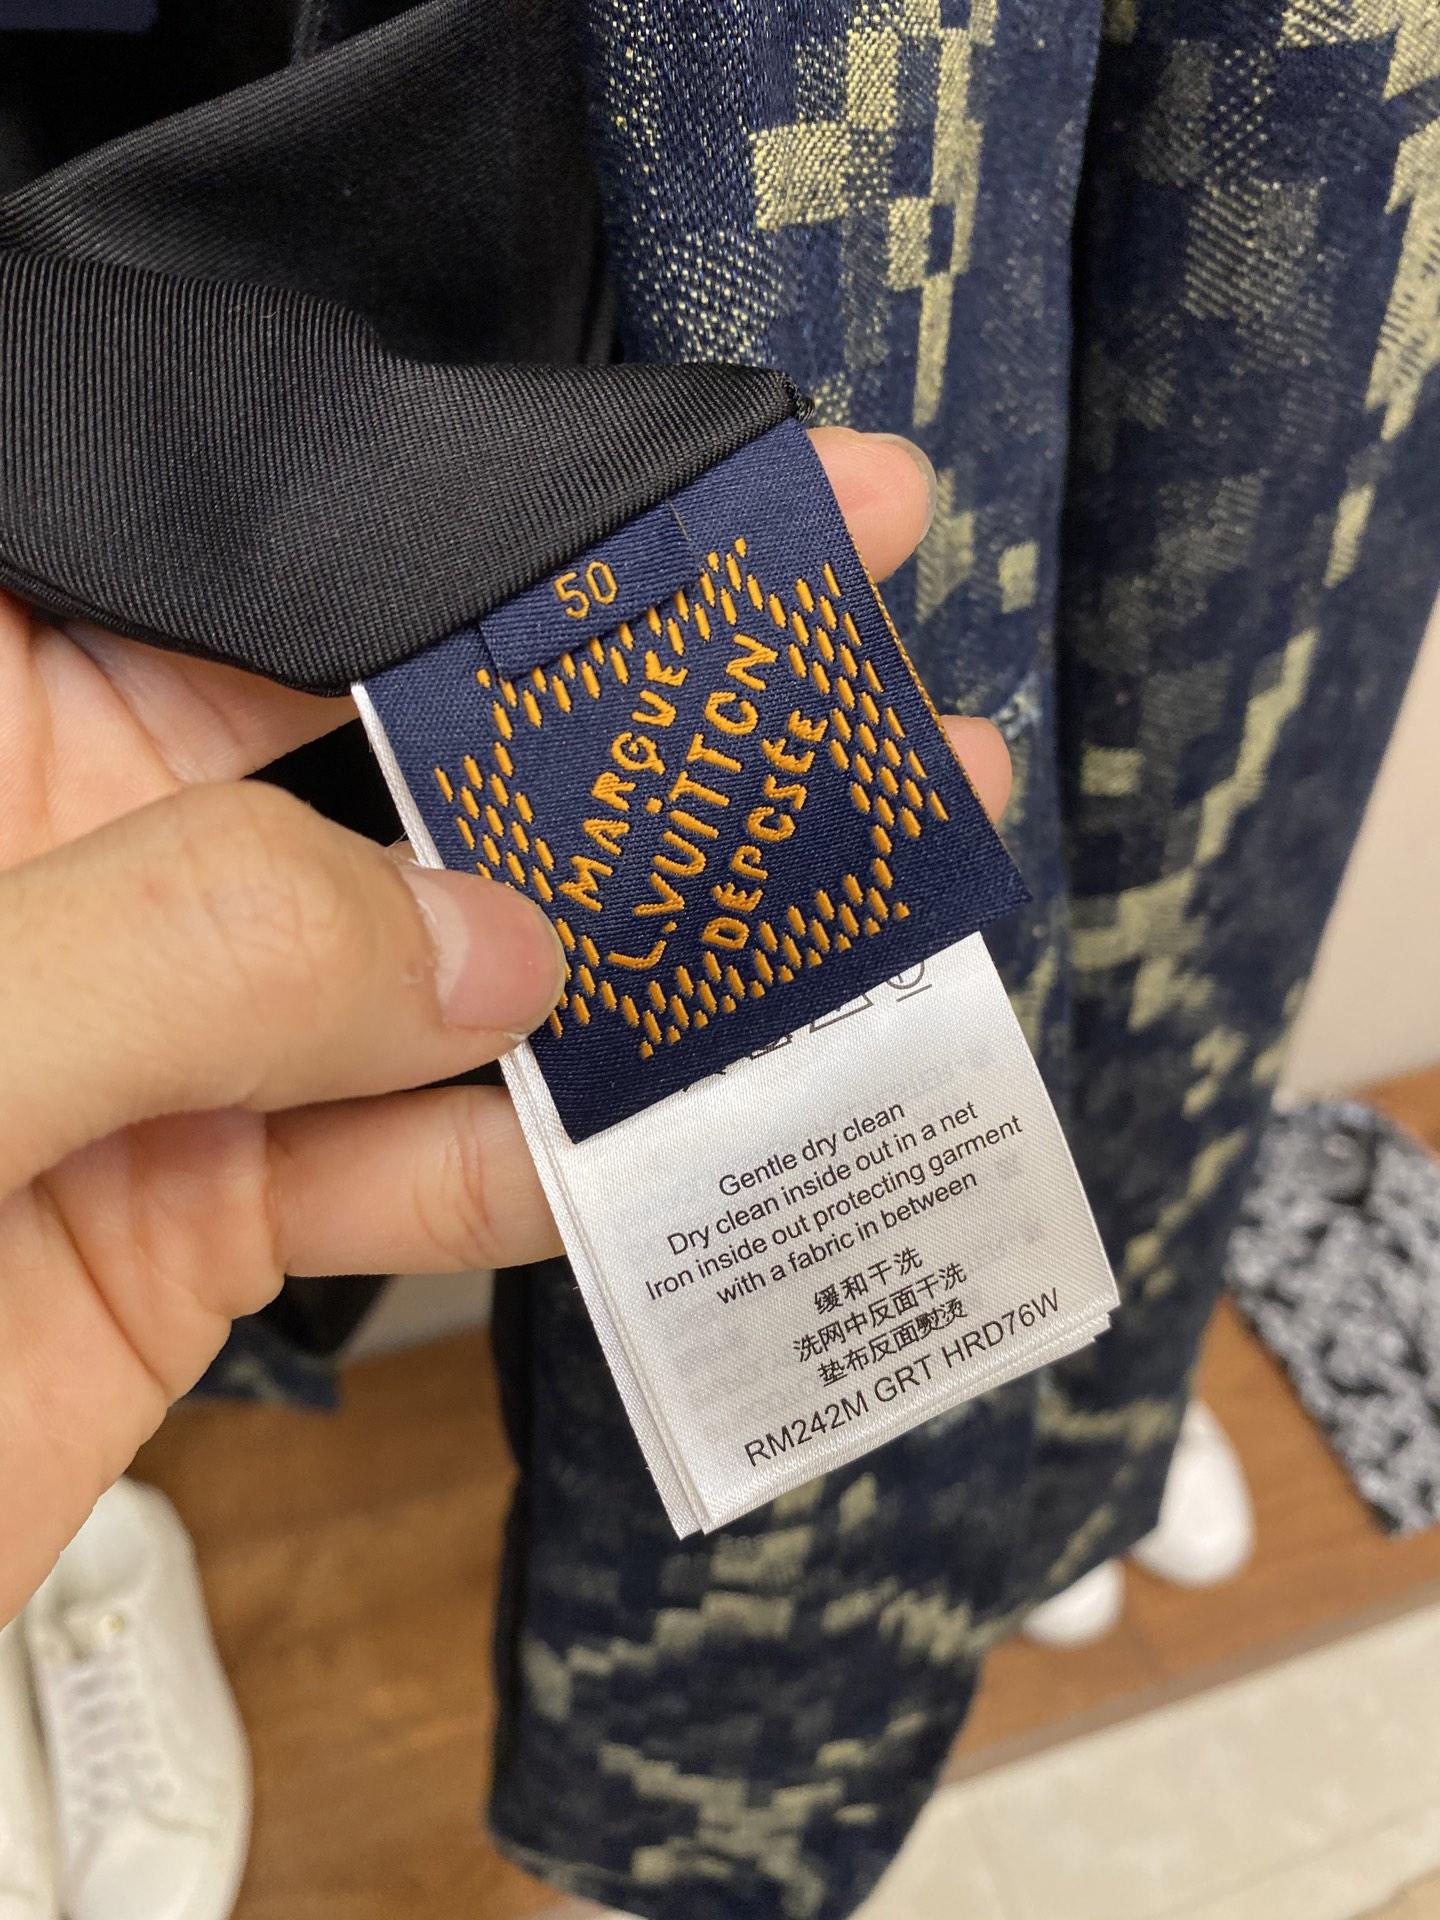 50
MARQUE
L.VUITTON
DÉPOSÉE
Gentle dry clean
Dry clean inside out in a net
Iron inside out protecting garment
with a fabric in between
缓和干洗
洗网中反面干洗
垫布反面熨烫
RM242M GRT HRD76W